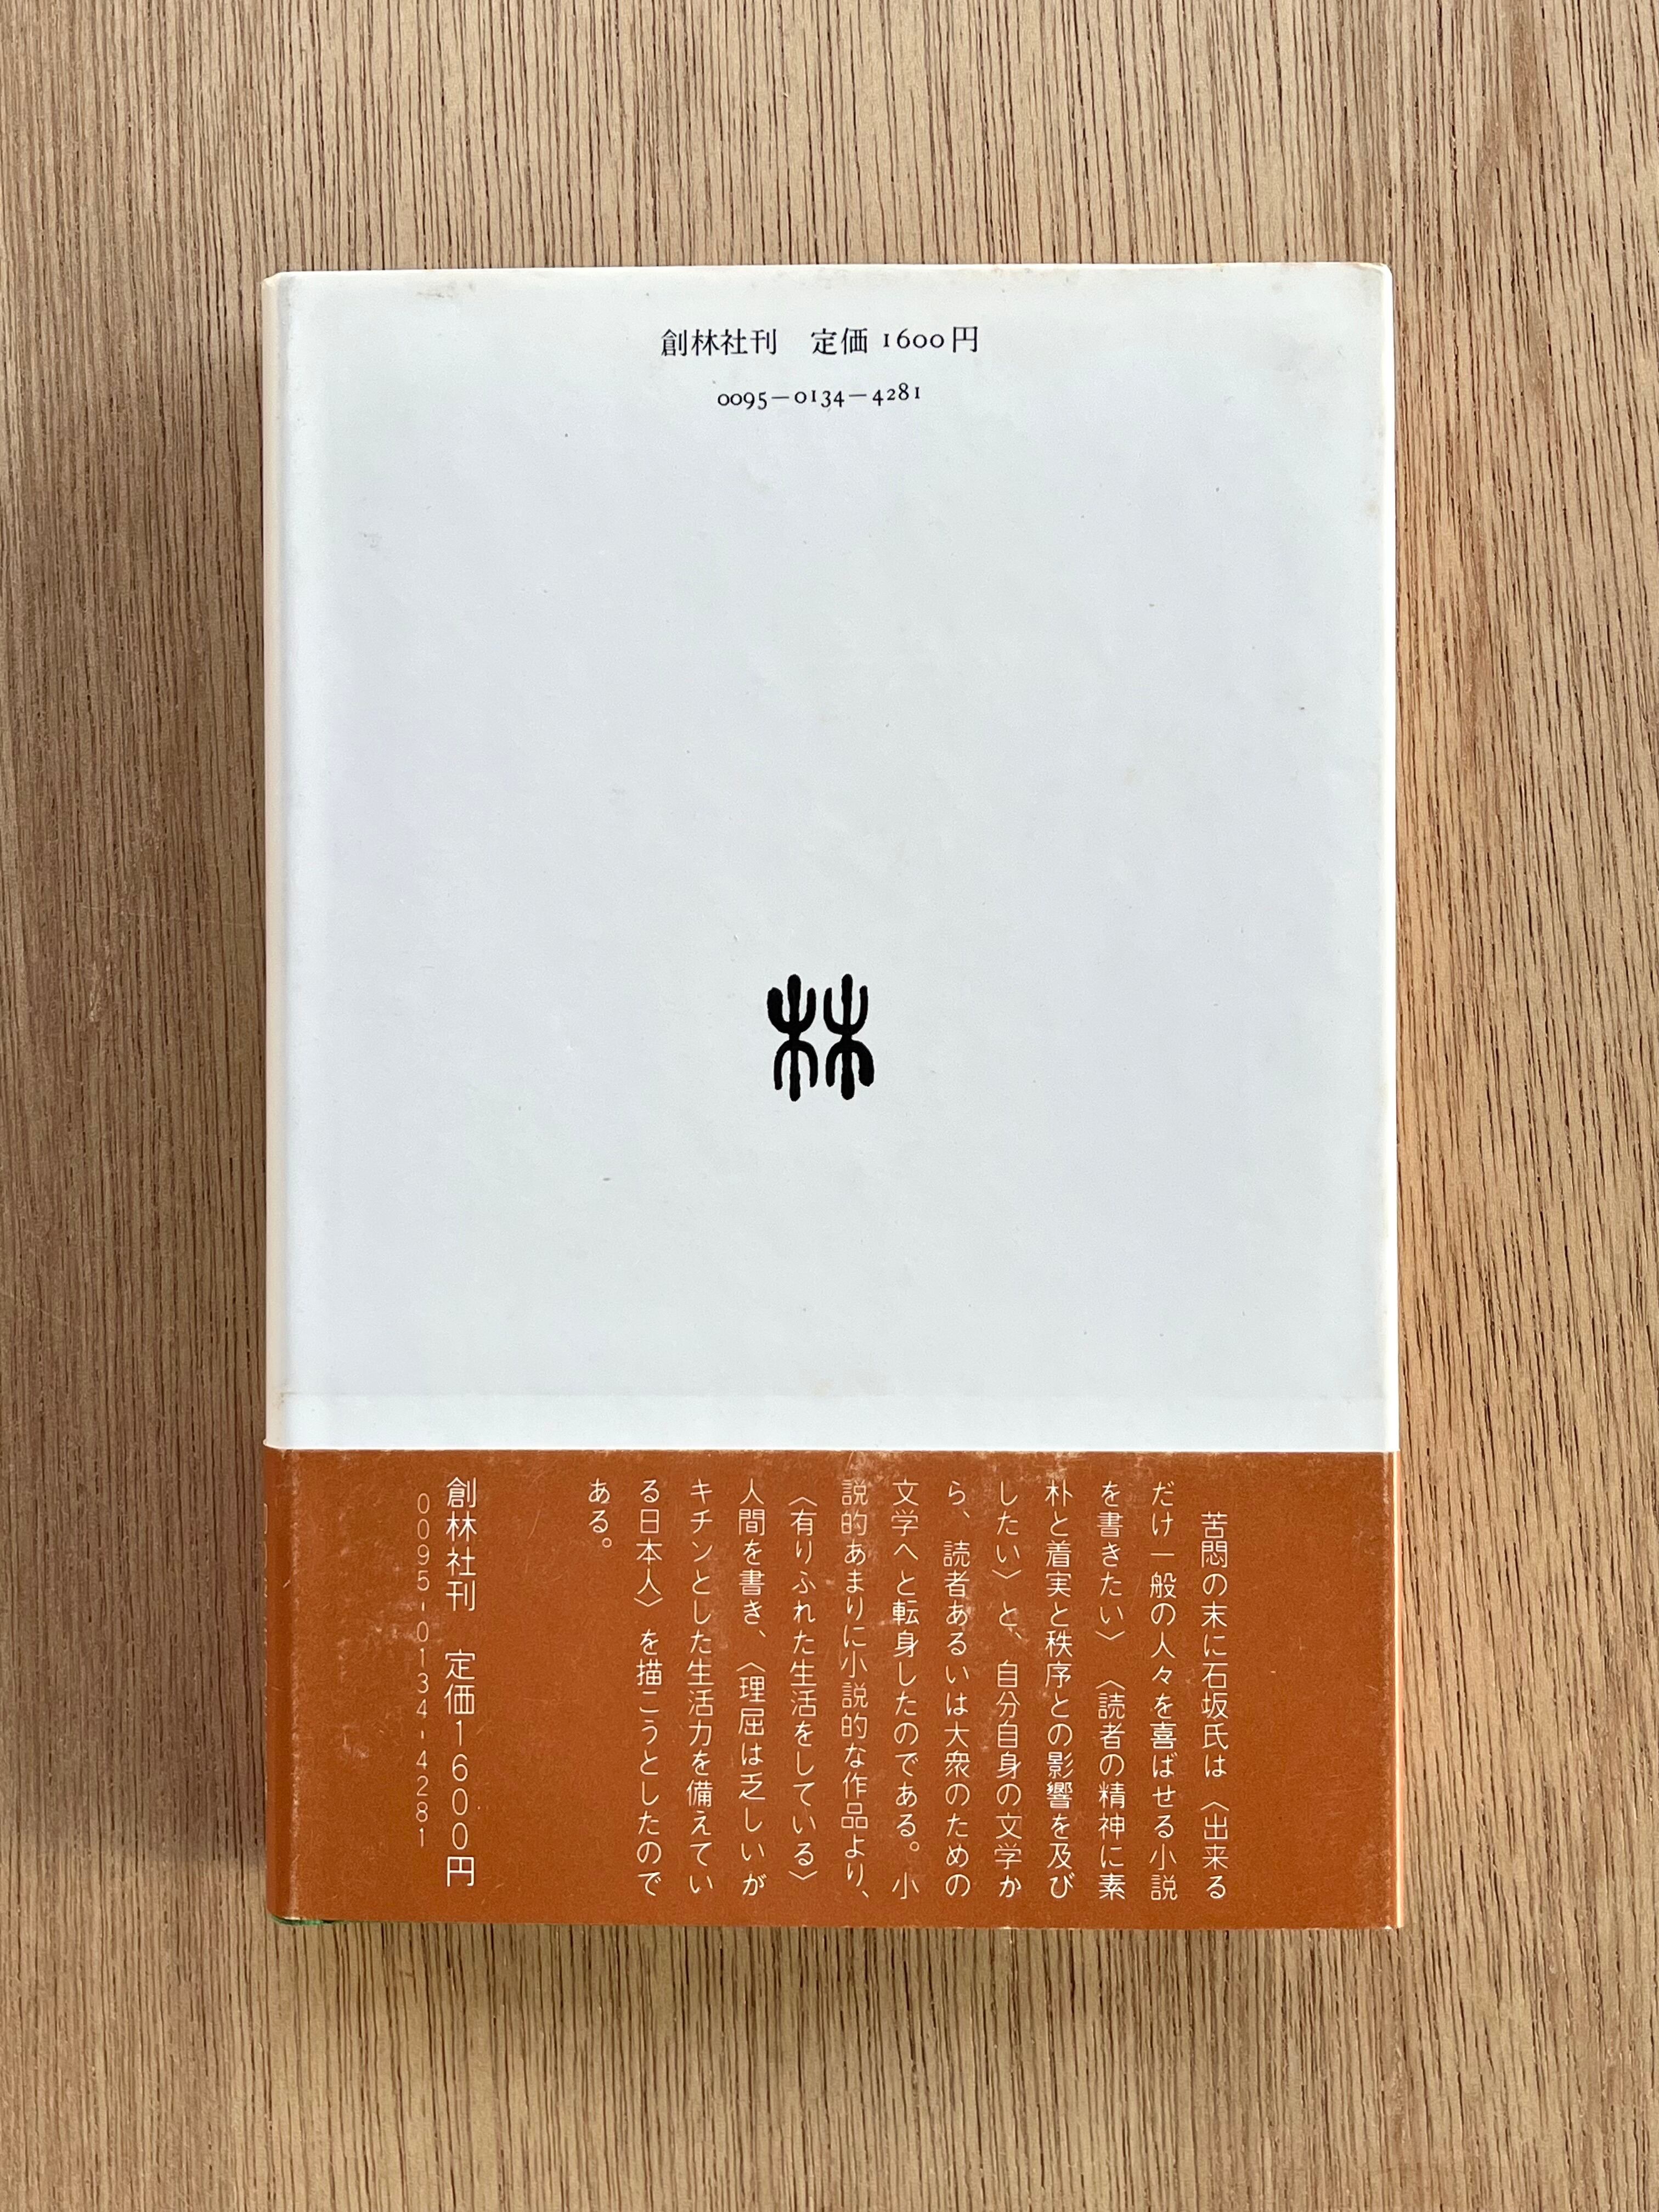 創林社刊　定価 1600円
0095—0134—4281
林
苦悶の末に石坂氏は〈出来る
だけ一般の人々を喜ばせる小説
を書きたい〉〈読者の精神に素
朴と着実と秩序との影響を及び
したい〉と、自分自身の文学か
ら、読者あるいは大衆のための
文学へと転身したのである。小
説的あまりに小説的な作品より、
〈有りふれた生活をしている〉
人間を書き、〈理屈は乏しいが
キチンとした生活力を備えてい
る日本人〉を描こうとしたので
ある。
創林社刊　定価1600円
0095-0134-4281